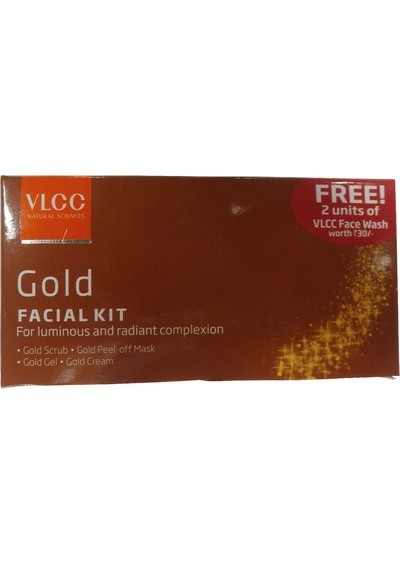 VLCC
NATURAL SCIENCES
FREE!
2 units of
VLCC Face Wash
worth ₹30/-
Gold
FACIAL KIT
For luminous and radiant complexion
• Gold Scrub • Gold Peel-off Mask
• Gold Gel • Gold Cream